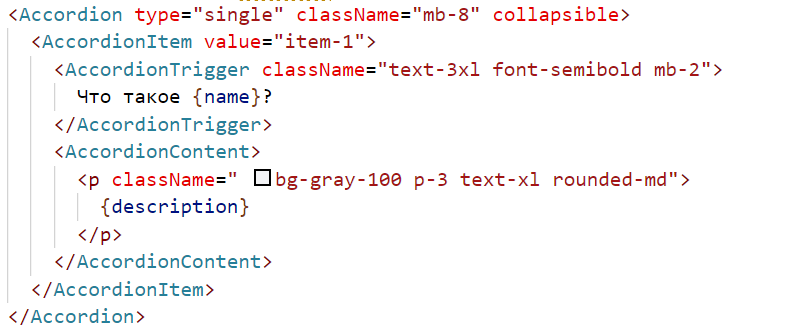 <Accordion type="single" className="mb-8" collapsible>
<AccordionItem value="item-1">
<AccordionTrigger className="text-3xl font-semibold mb-2">
Что такое {name}?
</AccordionTrigger>
<AccordionContent>
<p className=" bg-gray-100 p-3 text-xl rounded-md">
{description}
</p>
</AccordionContent>
</AccordionItem>
</Accordion>